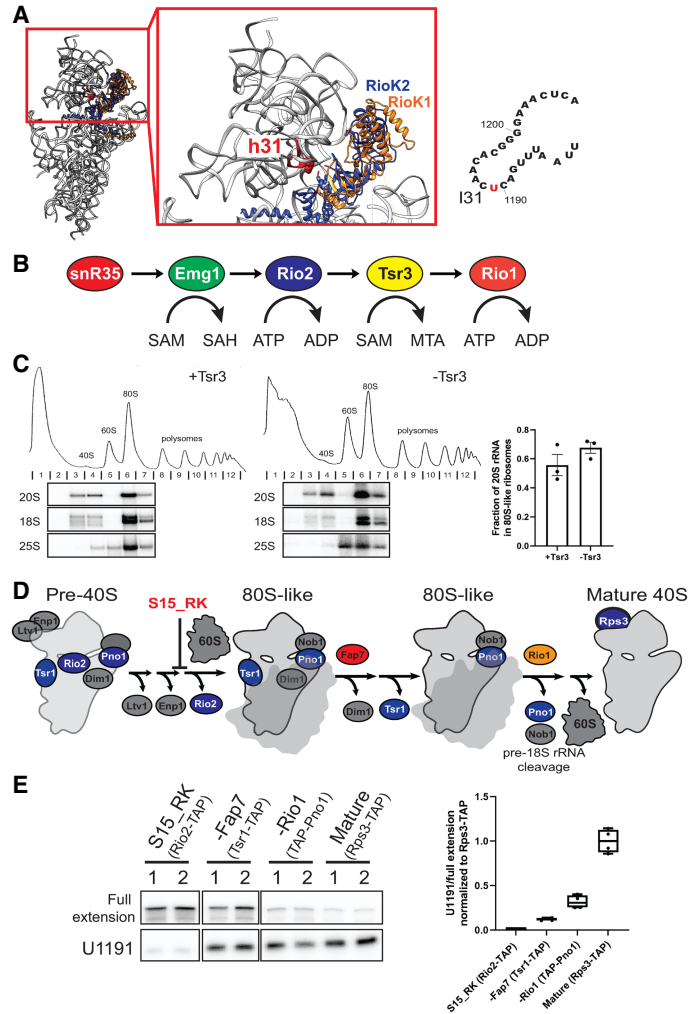 A
RioK2
RioK1
h31
1200
G G A A A C U C A
A C A C G G
A C U C A G U U U A A U U
I31
1190
B
snR35
Emg1
Rio2
Tsr3
Rio1
SAM SAH ATP ADP SAM MTA ATP ADP
C
+Tsr3
-Tsr3
40S
60S
80S
polysomes
1 2 3 4 5 6 7 8 9 10 11 12
20S
18S
25S
40S
60S
80S
polysomes
1 2 3 4 5 6 7 8 9 10 11 12
20S
18S
25S
Fraction of 20S rRNA
in 80S-like ribosomes
0.8
0.6
0.4
0.2
0.0
+Tsr3 -Tsr3
D
Pre-40S
S15_RK
80S-like
80S-like
Mature 40S
Enp1
Ltv1
Tsr1
Rio2
Pno1
Dim1
60S
Ltv1
Enp1
Rio2
Nob1
Pno1
Tsr1
Dim1
Fap7
Dim1
Tsr1
Nob1
Pno1
Rio1
Pno1
Nob1
60S
pre-18S rRNA
cleavage
Rps3
E
S15_RK
(Rio2-TAP)
-Fap7
(Tsr1-TAP)
-Rio1
(TAP-Pno1)
Mature
(Rps3-TAP)
1 2 1 2 1 2 1 2
Full
extension
U1191
U1191/full extension
normalized to Rps3-TAP
1.5
1.0
0.5
0.0
S15_RK (Rio2-TAP)
-Fap7 (Tsr1-TAP)
-Rio1 (TAP-Pno1)
Mature (Rps3-TAP)